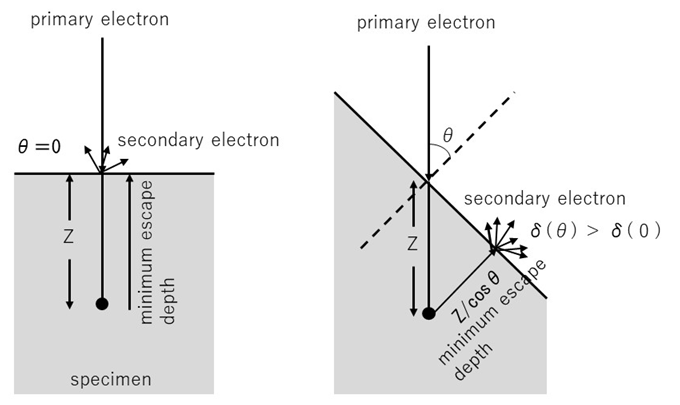 primary electron
θ=0
secondary electron
Z
minimum escape
depth
specimen
primary electron
θ
secondary electron
δ(θ) > δ(0)
Z
Z/cosθ
minimum escape
depth